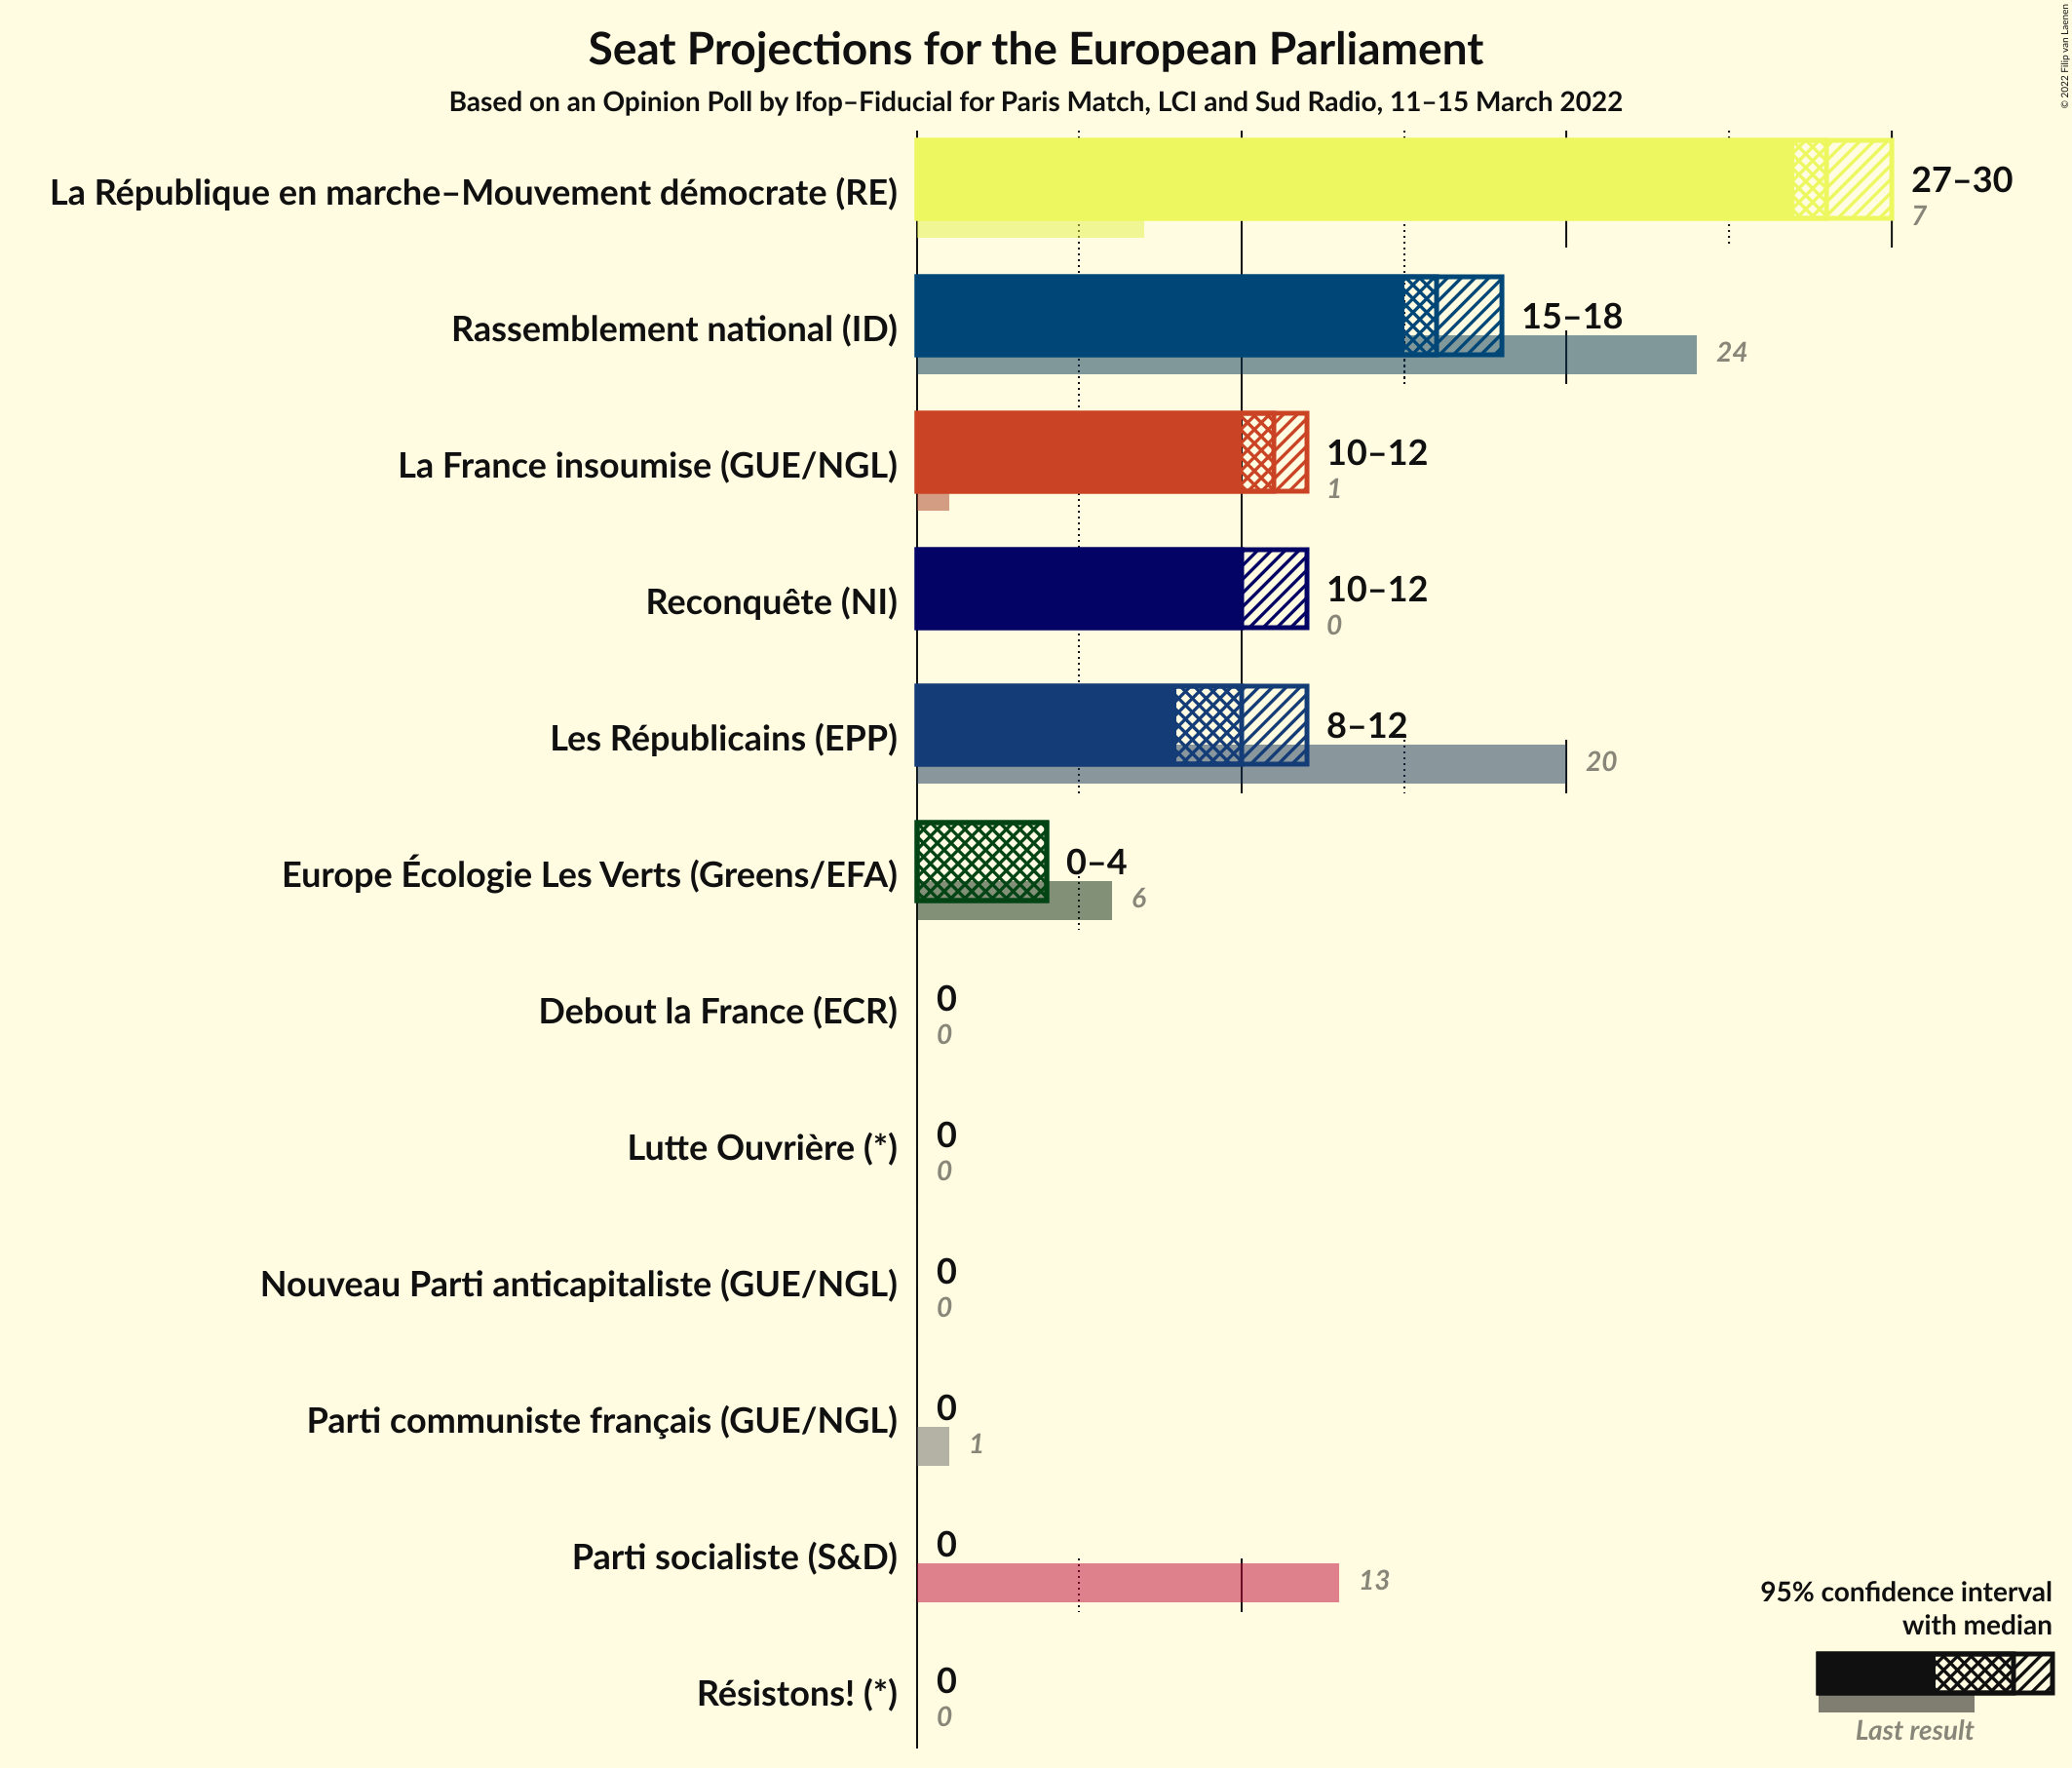 Seat Projections for the European Parliament
Based on an Opinion Poll by Ifop–Fiducial for Paris Match, LCI and Sud Radio, 11–15 March 2022
© 2022 Filip van Laenen
La République en marche–Mouvement démocrate (RE)
27–30
7
Rassemblement national (ID)
15–18
24
La France insoumise (GUE/NGL)
10–12
1
Reconquête (NI)
10–12
0
Les Républicains (EPP)
8–12
20
Europe Écologie Les Verts (Greens/EFA)
0–4
6
Debout la France (ECR)
0
0
Lutte Ouvrière (*)
0
0
Nouveau Parti anticapitaliste (GUE/NGL)
0
0
Parti communiste français (GUE/NGL)
0
1
Parti socialiste (S&D)
0
13
Résistons! (*)
0
0
95% confidence interval
with median
Last result